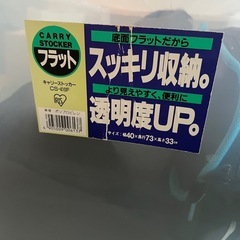 CARRY
STOCKER
フラット
キャリーストッカー
底面フラットだから
スッキリ収納。
より見えやすく、便利に
透明度UP。
サイズ:幅40×奥行73×高さ33cm